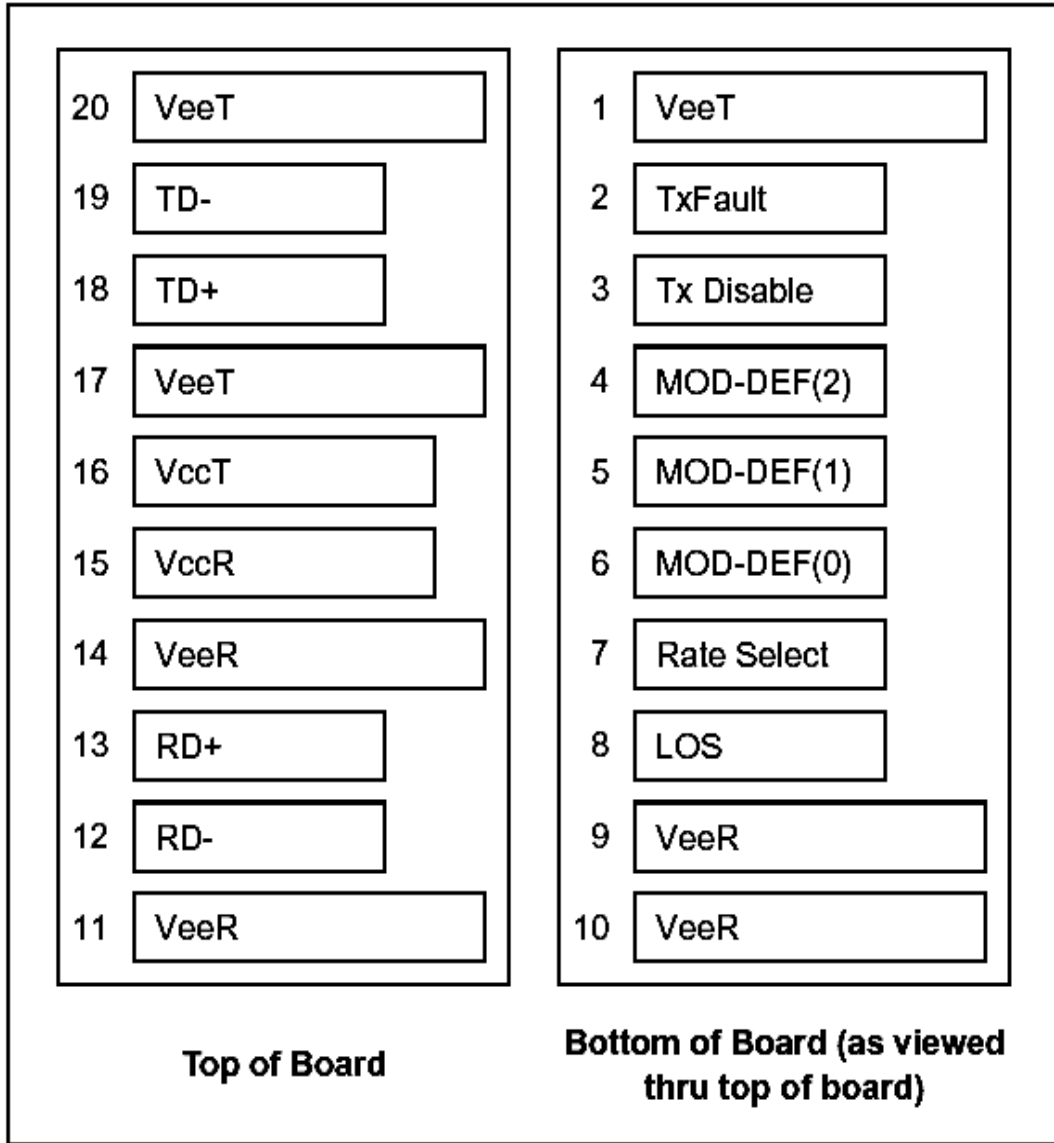 20 VeeT
19 TD-
18 TD+
17 VeeT
16 VccT
15 VccR
14 VeeR
13 RD+
12 RD-
11 VeeR
Top of Board
1 VeeT
2 TxFault
3 Tx Disable
4 MOD-DEF(2)
5 MOD-DEF(1)
6 MOD-DEF(0)
7 Rate Select
8 LOS
9 VeeR
10 VeeR
Bottom of Board (as viewed
thru top of board)